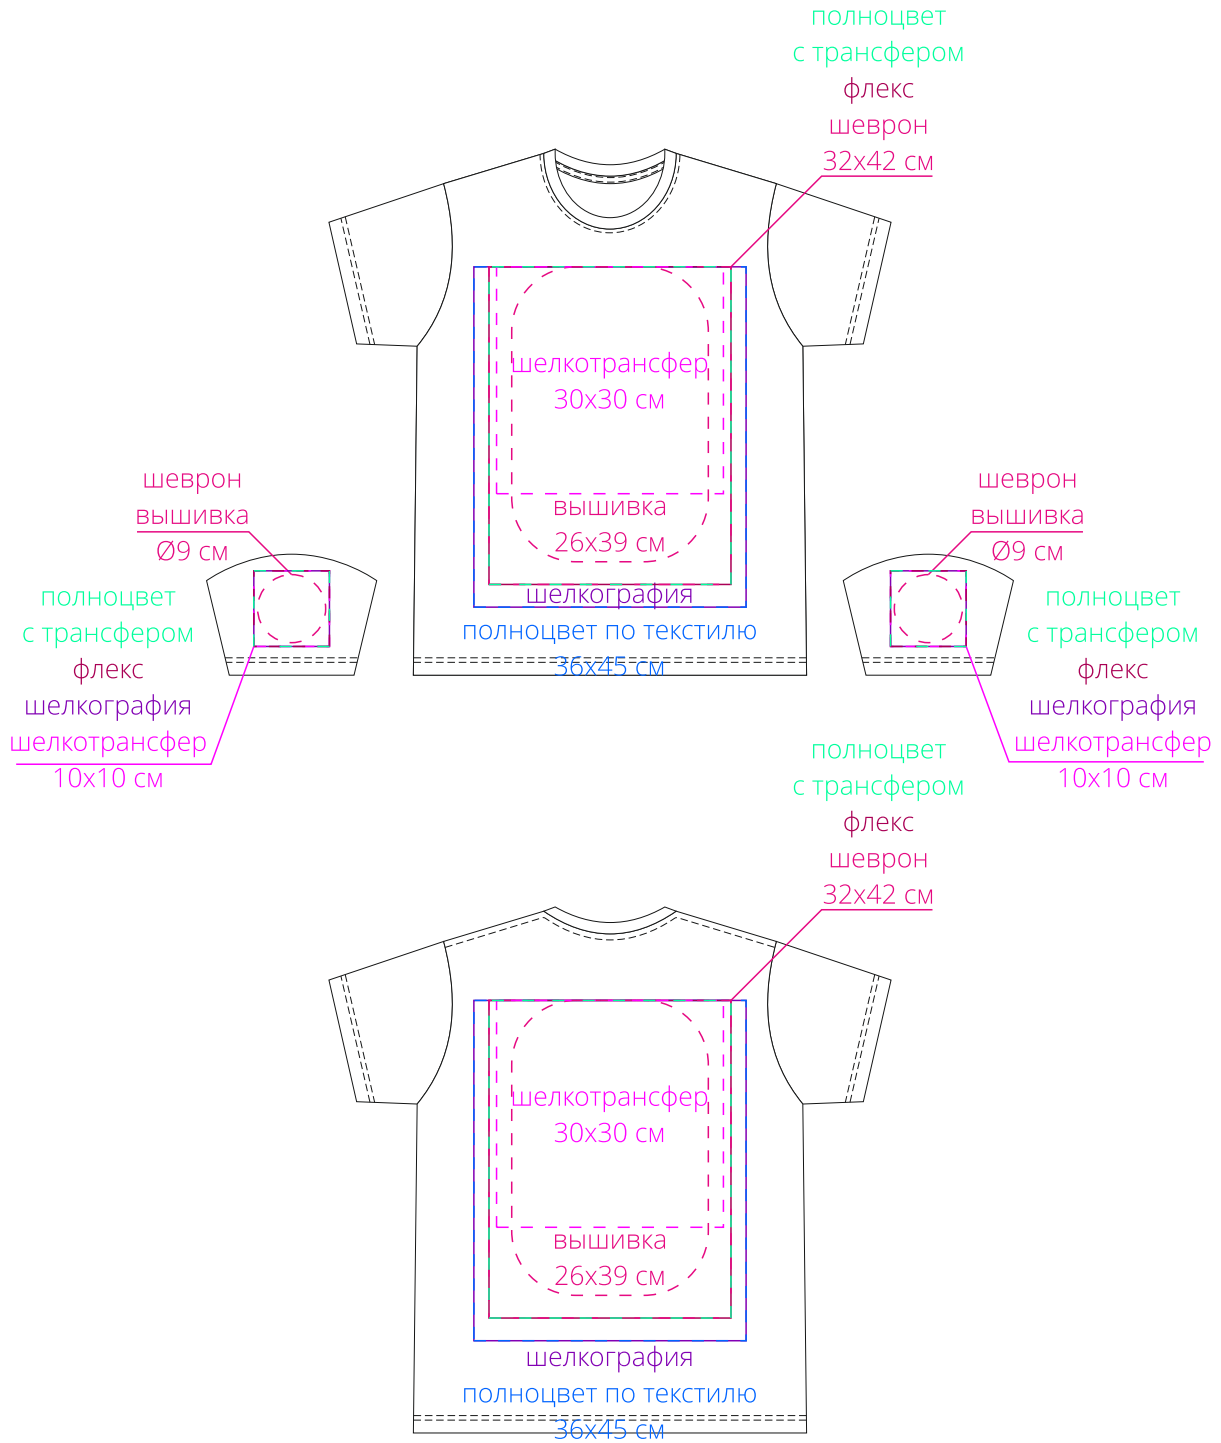 полноцвет
с трансфером
флекс
шеврон
32х42 см
шелкотрансфер
30х30 см
вышивка
26х39 см
шелкография
полноцвет по текстилю
36х45 см
шеврон
вышивка
Ø9 см
полноцвет
с трансфером
флекс
шелкография
шелкотрансфер
10х10 см
шеврон
вышивка
Ø9 см
полноцвет
с трансфером
флекс
шелкография
шелкотрансфер
10х10 см
полноцвет
с трансфером
флекс
шеврон
32х42 см
шелкотрансфер
30х30 см
вышивка
26х39 см
шелкография
полноцвет по текстилю
36х45 см